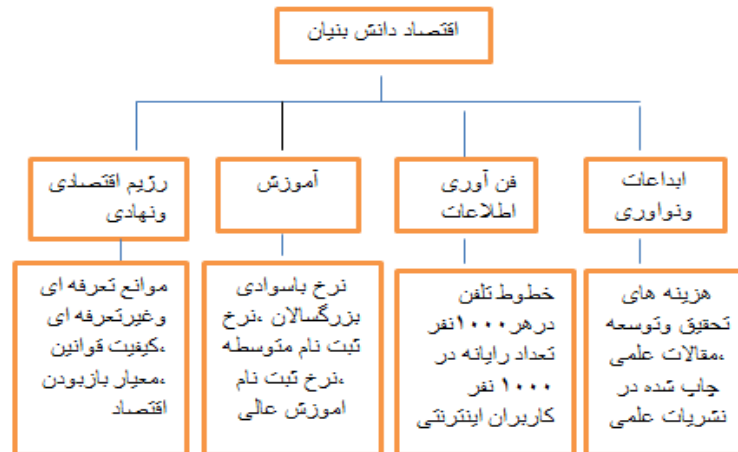 اقتصاد دانش بنیان
ابداعات
ونواوری
فن آوری
اطلاعات
آموزش
رژیم اقتصادی
ونهادی
هزینه های
تحقیق وتوسعه
،مقالات علمی
چاپ شده در
نشریات علمی
خطوط تلفن
درهر۱۰۰۰نفر
تعداد رایانه در
۱۰۰۰ نفر
کاربران اینترنتی
نرخ باسوادی
بزرگسالان ،نرخ
ثبت نام متوسطه
،نرخ ثبت نام
اموزش عالی
موانع تعرفه ای
وغیرتعرفه ای
،کیفیت قوانین
،معیار بازبودن
اقتصاد